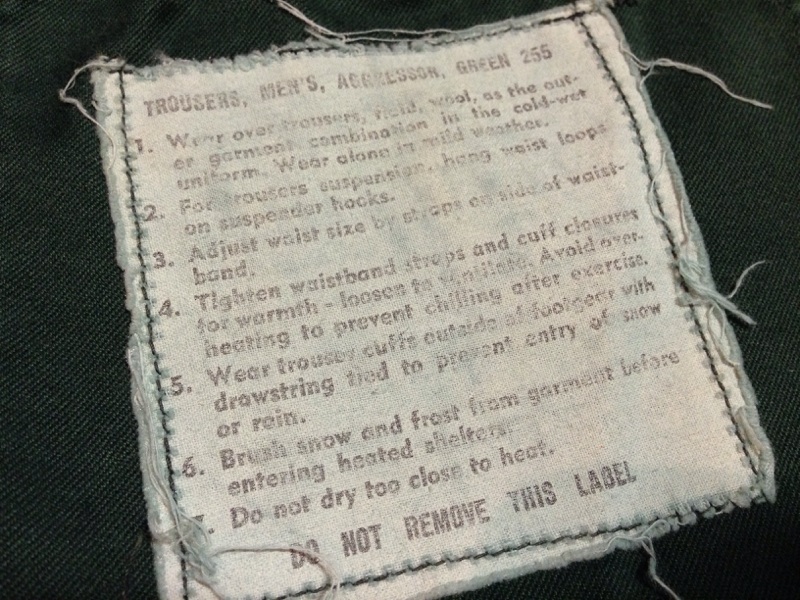 TROUSERS, MEN'S, AGGRESSOR, GREEN 255
1. Wear over trousers, field, wool, as the out-
er garment combination in the cold-wet
uniform. Wear alone in mild weather.
2. For trousers suspension, hang waist loops
on suspender hooks.
3. Adjust waist size by straps on side of waist-
band.
4. Tighten waistband straps and cuff closures
for warmth - loosen to ventilate. Avoid over-
heating to prevent chilling after exercise.
5. Wear trouser cuffs outside of footgear with
drawstring tied to prevent entry of snow
or rain.
6. Brush snow and frost from garment before
entering heated shelters.
7. Do not dry too close to heat.
DO NOT REMOVE THIS LABEL